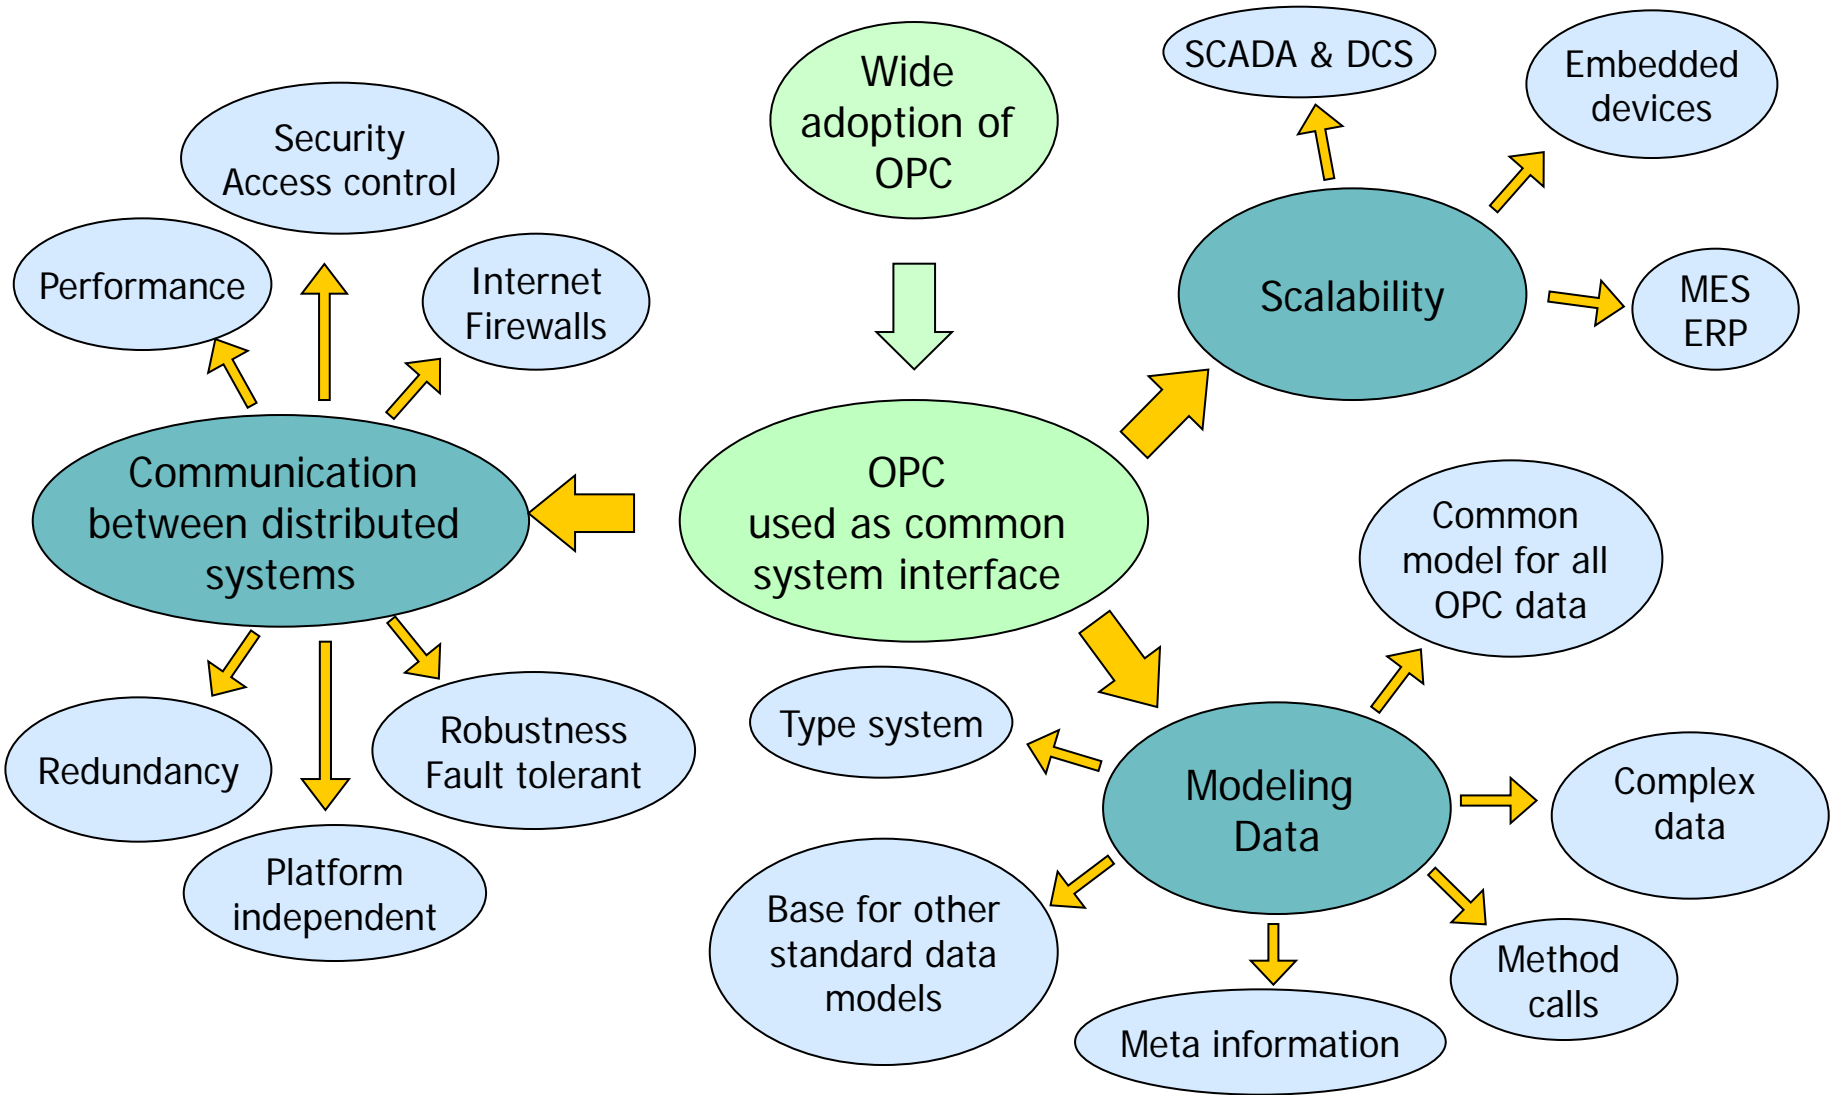 Wide
adoption of
OPC
SCADA & DCS
Embedded
devices
Security
Access control
Performance
Internet
Firewalls
Scalability
MES
ERP
Communication
between distributed
systems
OPC
used as common
system interface
Common
model for all
OPC data
Redundancy
Robustness
Fault tolerant
Platform
independent
Type system
Modeling
Data
Complex
data
Base for other
standard data
models
Method
calls
Meta information